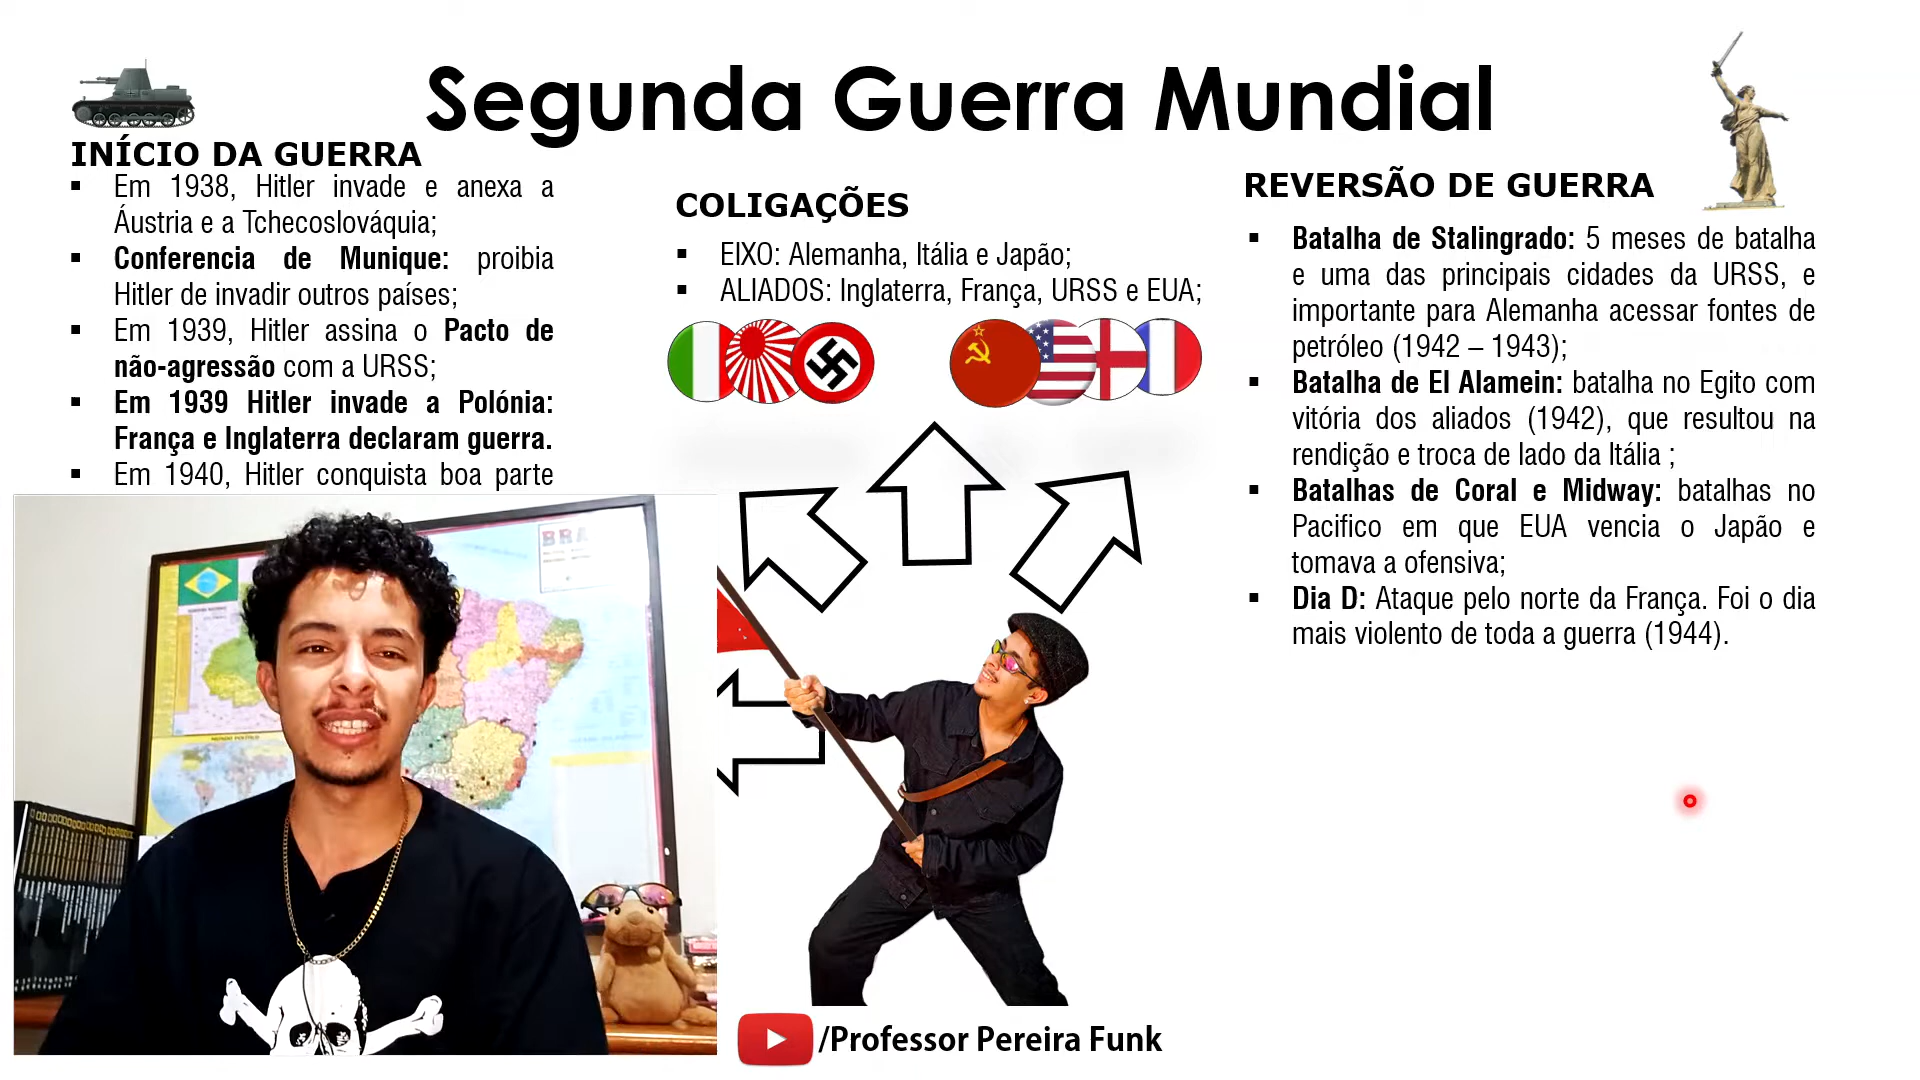 Segunda Guerra Mundial
INÍCIO DA GUERRA
▪ Em 1938, Hitler invade e anexa a
Áustria e a Tchecoslováquia;
▪ Conferencia de Munique: proibia
Hitler de invadir outros países;
▪ Em 1939, Hitler assina o Pacto de
não-agressão com a URSS;
▪ Em 1939 Hitler invade a Polónia:
França e Inglaterra declaram guerra.
▪ Em 1940, Hitler conquista boa parte
COLIGAÇÕES
▪ EIXO: Alemanha, Itália e Japão;
▪ ALIADOS: Inglaterra, França, URSS e EUA;
REVERSÃO DE GUERRA
▪ Batalha de Stalingrado: 5 meses de batalha
e uma das principais cidades da URSS, e
importante para Alemanha acessar fontes de
petróleo (1942 – 1943);
▪ Batalha de El Alamein: batalha no Egito com
vitória dos aliados (1942), que resultou na
rendição e troca de lado da Itália ;
▪ Batalhas de Coral e Midway: batalhas no
Pacifico em que EUA vencia o Japão e
tomava a ofensiva;
▪ Dia D: Ataque pelo norte da França. Foi o dia
mais violento de toda a guerra (1944).
BRA
/Professor Pereira Funk